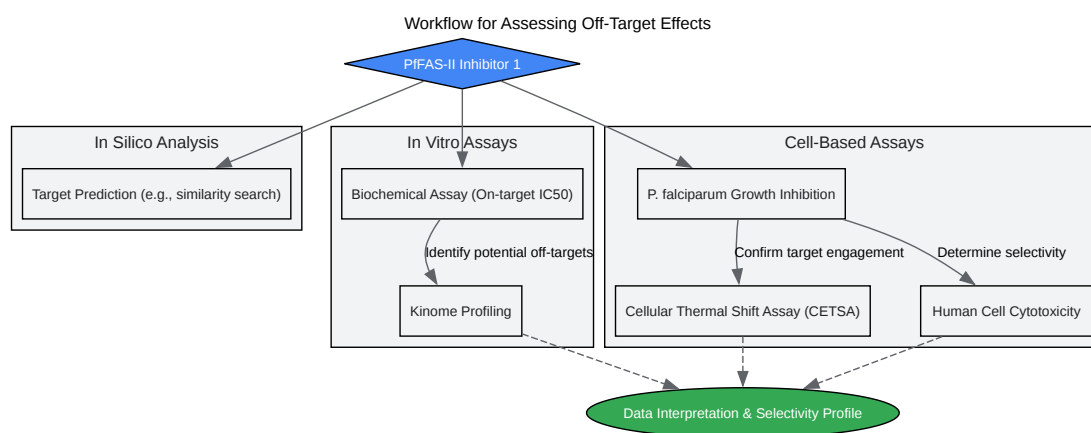 Workflow for Assessing Off-Target Effects
PfFAS-II Inhibitor 1
In Silico Analysis
In Vitro Assays
Cell-Based Assays
Target Prediction (e.g., similarity search)
Biochemical Assay (On-target IC50)
P. falciparum Growth Inhibition
Identify potential off-targets
Confirm target engagement
Determine selectivity
Kinome Profiling
Cellular Thermal Shift Assay (CETSA)
Human Cell Cytotoxicity
Data Interpretation & Selectivity Profile